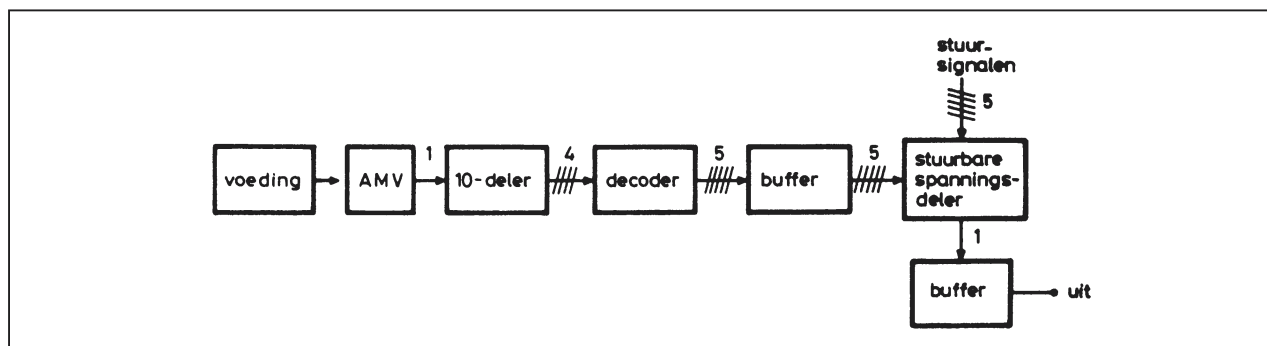 stuur-
signalen
5
voeding
AMV
1
10-deler
4
decoder
5
buffer
5
stuurbare
spannings-
deler
1
buffer
uit